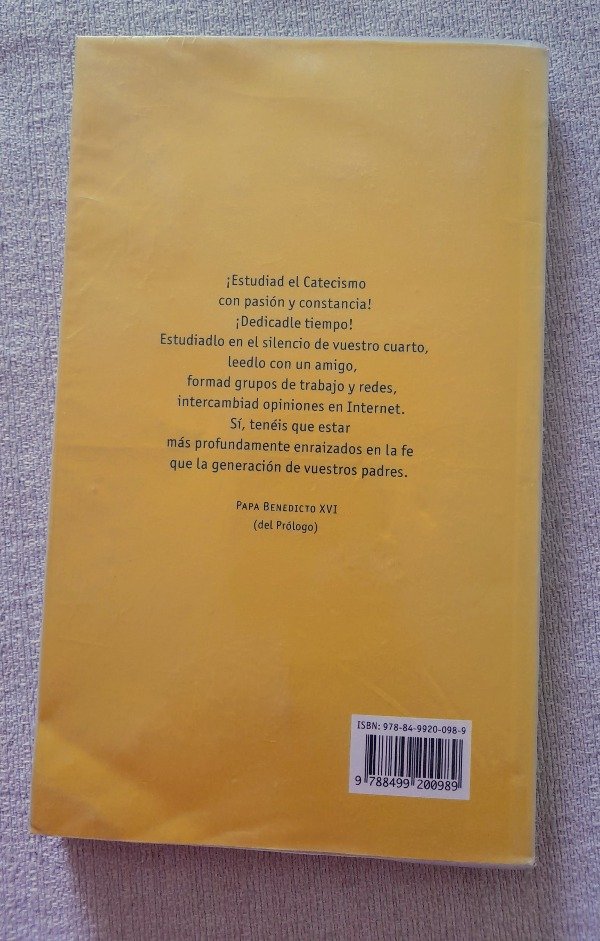 ¡Estudiad el Catecismo
con pasión y constancia!
¡Dedicadle tiempo!
Estudiadlo en el silencio de vuestro cuarto,
leedlo con un amigo,
formad grupos de trabajo y redes,
intercambiad opiniones en Internet.
Sí, tenéis que estar
más profundamente enraizados en la fe
que la generación de vuestros padres.
PAPA BENEDICTO XVI
(del Prólogo)
ISBN: 978-84-9920-098-9
9 788499 200989